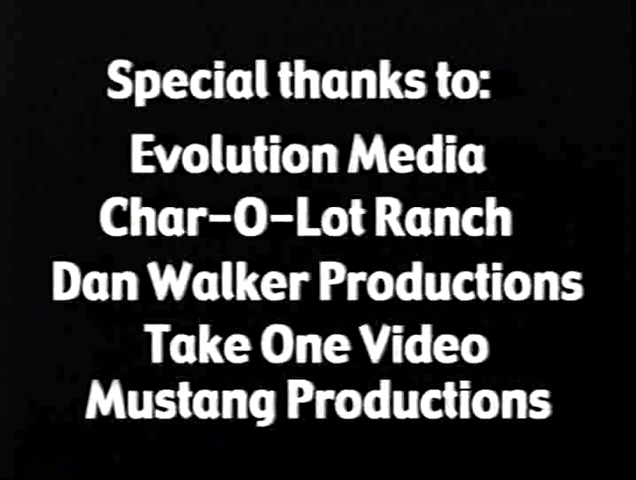 Special thanks to:
Evolution Media
Char-O-Lot Ranch
Dan Walker Productions
Take One Video
Mustang Productions